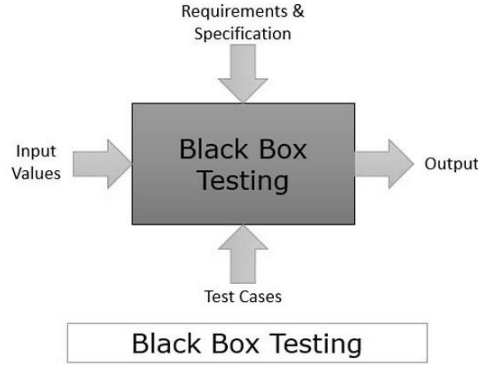 Requirements &
Specification
Input
Values
Black Box
Testing
Output
Test Cases
Black Box Testing